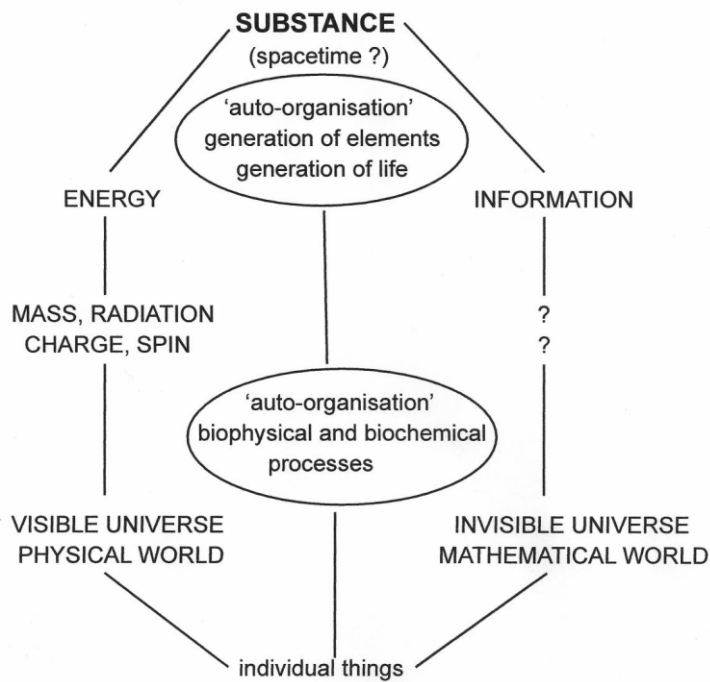 SUBSTANCE
(spacetime ?)
‘auto-organisation’
generation of elements
generation of life
ENERGY
INFORMATION
MASS, RADIATION
CHARGE, SPIN
?
?
‘auto-organisation’
biophysical and biochemical
processes
VISIBLE UNIVERSE
PHYSICAL WORLD
INVISIBLE UNIVERSE
MATHEMATICAL WORLD
individual things